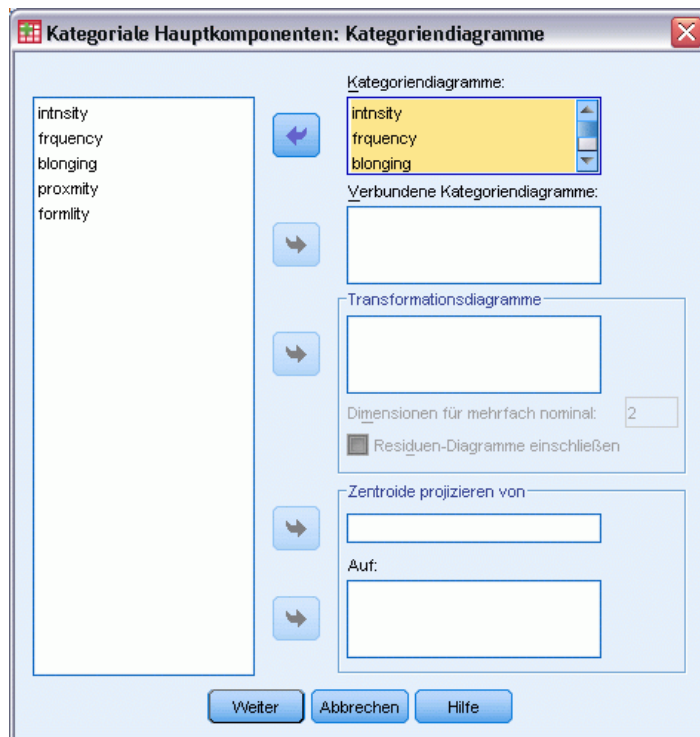 Kategoriale Hauptkomponenten: Kategoriendiagramme
intnsity
frquency
blonging
proxmity
formlity
Kategoriendiagramme:
intnsity
frquency
blonging
Verbundene Kategoriendiagramme:
Transformationsdiagramme
Dimensionen für mehrfach nominal: 2
Residuen-Diagramme einschließen
Zentroide projizieren von
Auf:
Weiter Abbrechen Hilfe